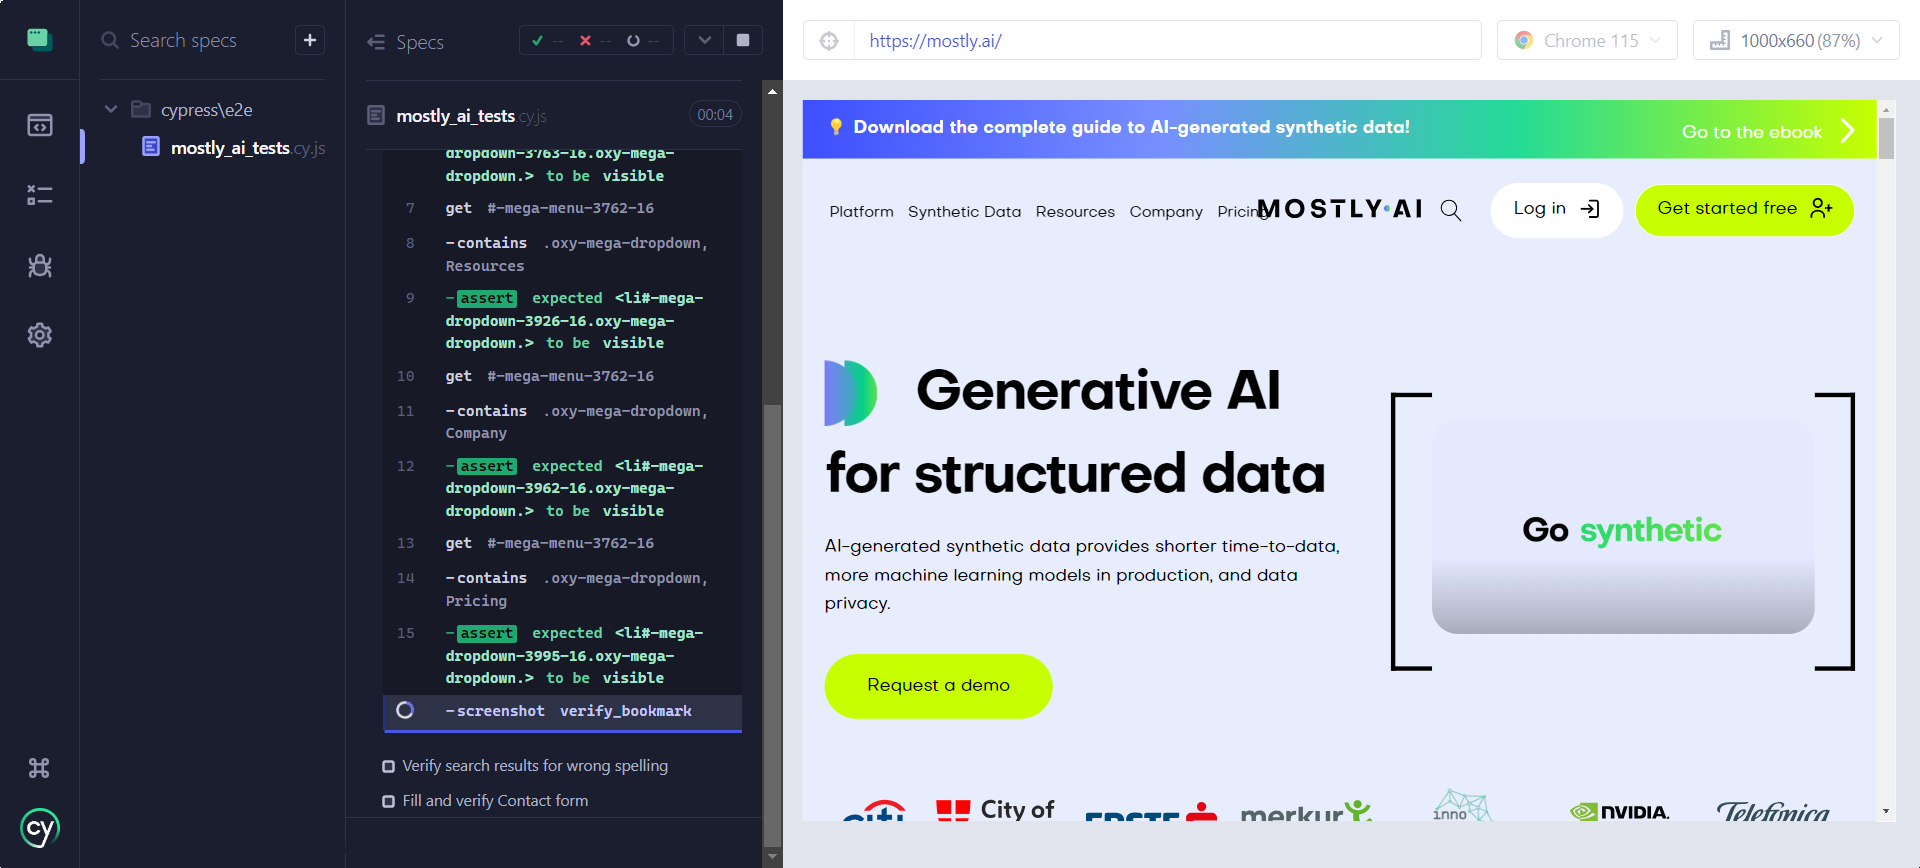 Search specs
+
cypress\e2e
mostly_ai_tests.cy.js
Specs
-- -- --
mostly_ai_tests.cy.js
00:04
dropdown-3763-16.oxy-mega-
dropdown.> to be visible
7 get #-mega-menu-3762-16
8 -contains .oxy-mega-dropdown,
Resources
9 -assert expected <li#-mega-
dropdown-3926-16.oxy-mega-
dropdown.> to be visible
10 get #-mega-menu-3762-16
11 -contains .oxy-mega-dropdown,
Company
12 -assert expected <li#-mega-
dropdown-3962-16.oxy-mega-
dropdown.> to be visible
13 get #-mega-menu-3762-16
14 -contains .oxy-mega-dropdown,
Pricing
15 -assert expected <li#-mega-
dropdown-3995-16.oxy-mega-
dropdown.> to be visible
-screenshot verify_bookmark
Verify search results for wrong spelling
Fill and verify Contact form
cy
https://mostly.ai/
Chrome 115
1000x660 (87%)
Download the complete guide to AI-generated synthetic data!
Go to the ebook
Platform Synthetic Data Resources Company Pricing
MOSTLY·AI
Log in
Get started free
Generative AI
for structured data
AI-generated synthetic data provides shorter time-to-data,
more machine learning models in production, and data
privacy.
Request a demo
Go synthetic
citi
City of
ERSTE
merkur
inno
NVIDIA.
Telefónica